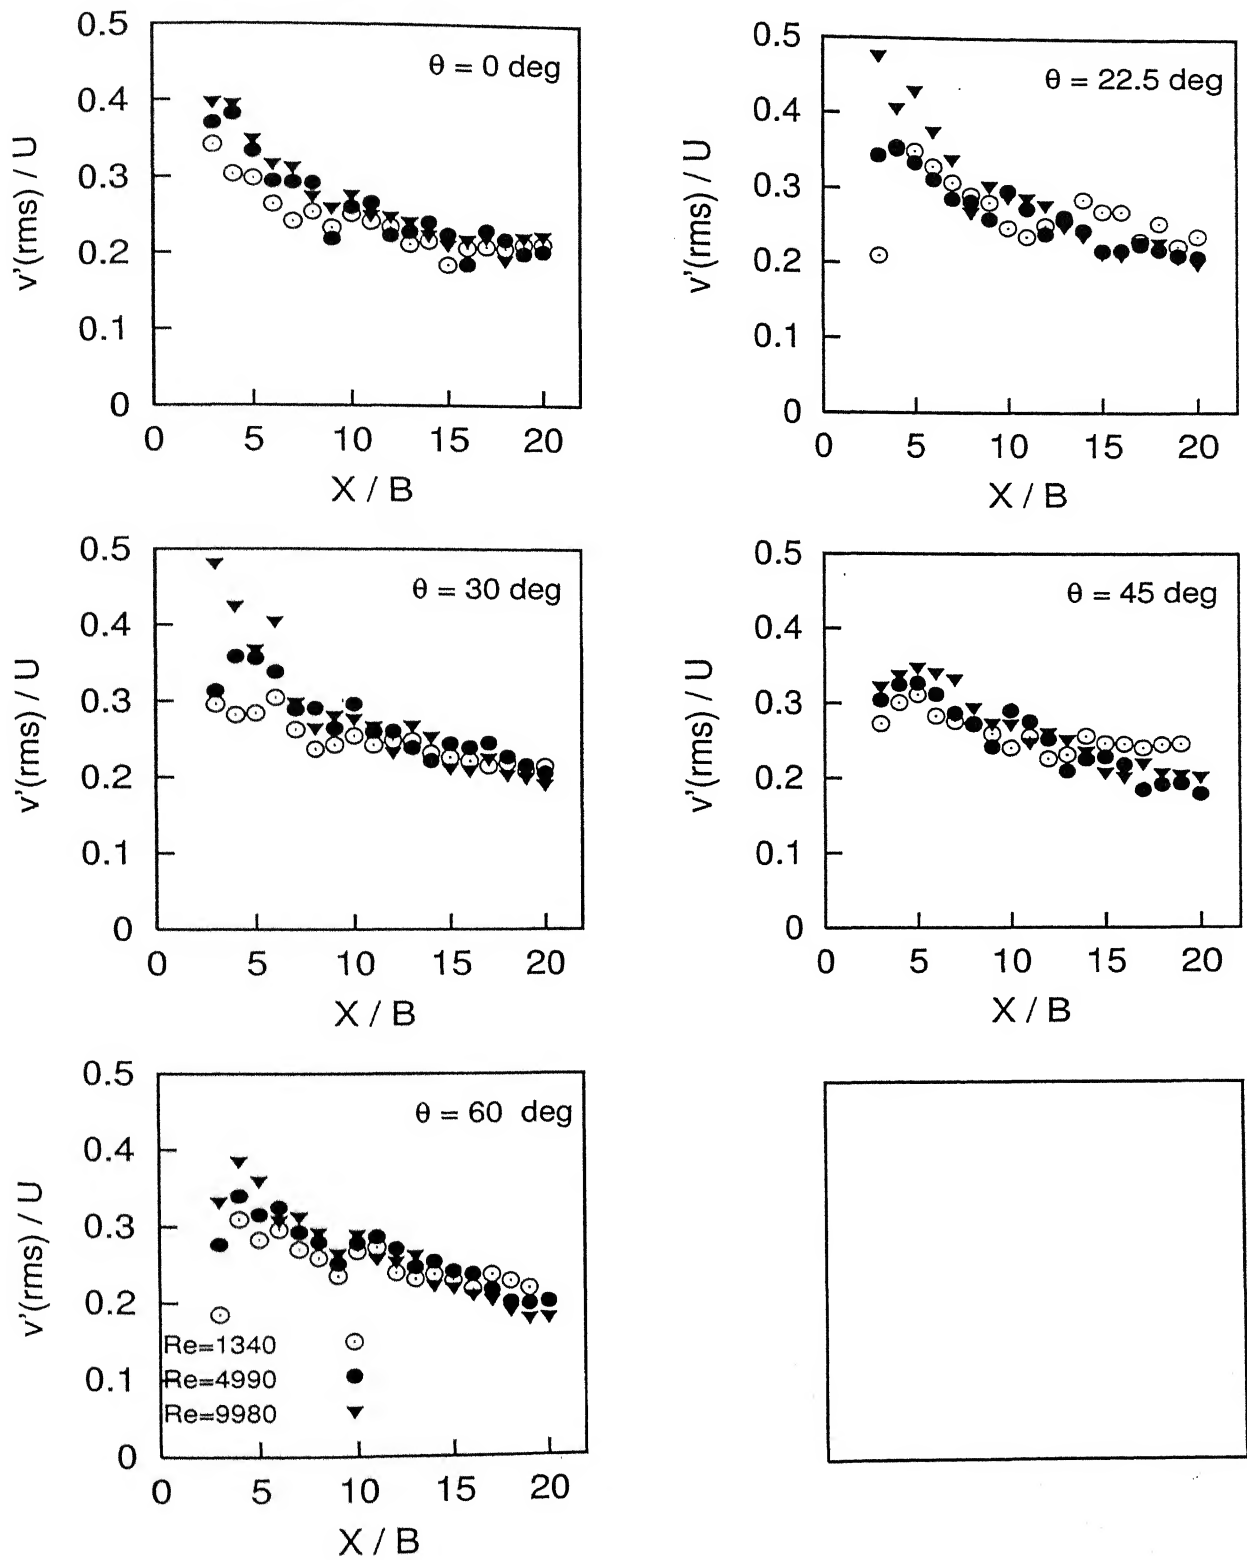 0.5
0.4
0.3
0.2
0.1
0
v'(rms) / U
θ = 0 deg
0 5 10 15 20
X / B
0.5
0.4
0.3
0.2
0.1
0
v'(rms) / U
θ = 22.5 deg
0 5 10 15 20
X / B
0.5
0.4
0.3
0.2
0.1
0
v'(rms) / U
θ = 30 deg
0 5 10 15 20
X / B
0.5
0.4
0.3
0.2
0.1
0
v'(rms) / U
θ = 45 deg
0 5 10 15 20
X / B
0.5
0.4
0.3
0.2
0.1
0
v'(rms) / U
θ = 60 deg
Re=1340
Re=4990
Re=9980
0 5 10 15 20
X / B